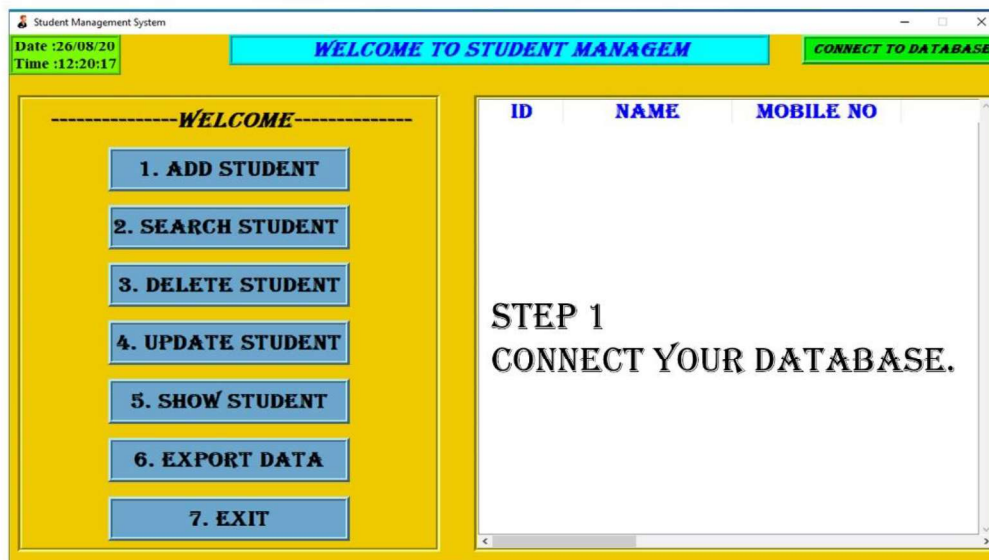 Student Management System
Date :26/08/20
Time :12:20:17
WELCOME TO STUDENT MANAGEM
CONNECT TO DATABASE
---------------WELCOME--------------
1. ADD STUDENT
2. SEARCH STUDENT
3. DELETE STUDENT
4. UPDATE STUDENT
5. SHOW STUDENT
6. EXPORT DATA
7. EXIT
ID NAME MOBILE NO
STEP 1
CONNECT YOUR DATABASE.